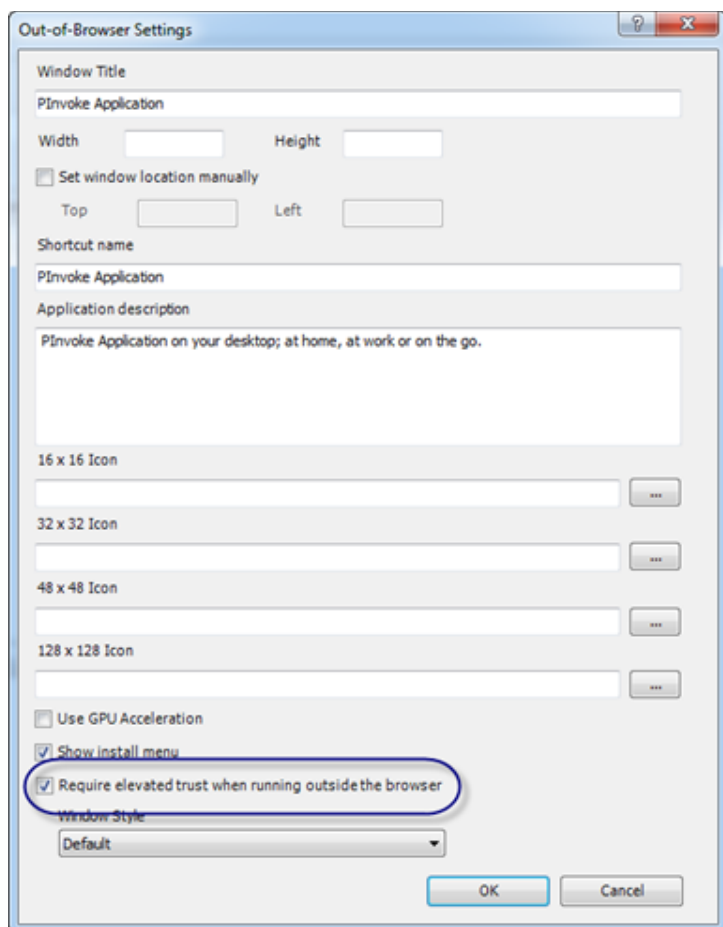 Out-of-Browser Settings
Window Title
PInvoke Application
Width Height
Set window location manually
Top Left
Shortcut name
PInvoke Application
Application description
PInvoke Application on your desktop; at home, at work or on the go.
16 x 16 Icon
...
32 x 32 Icon
...
48 x 48 Icon
...
128 x 128 Icon
...
Use GPU Acceleration
Show install menu
Require elevated trust when running outside the browser
Window Style
Default
OK Cancel